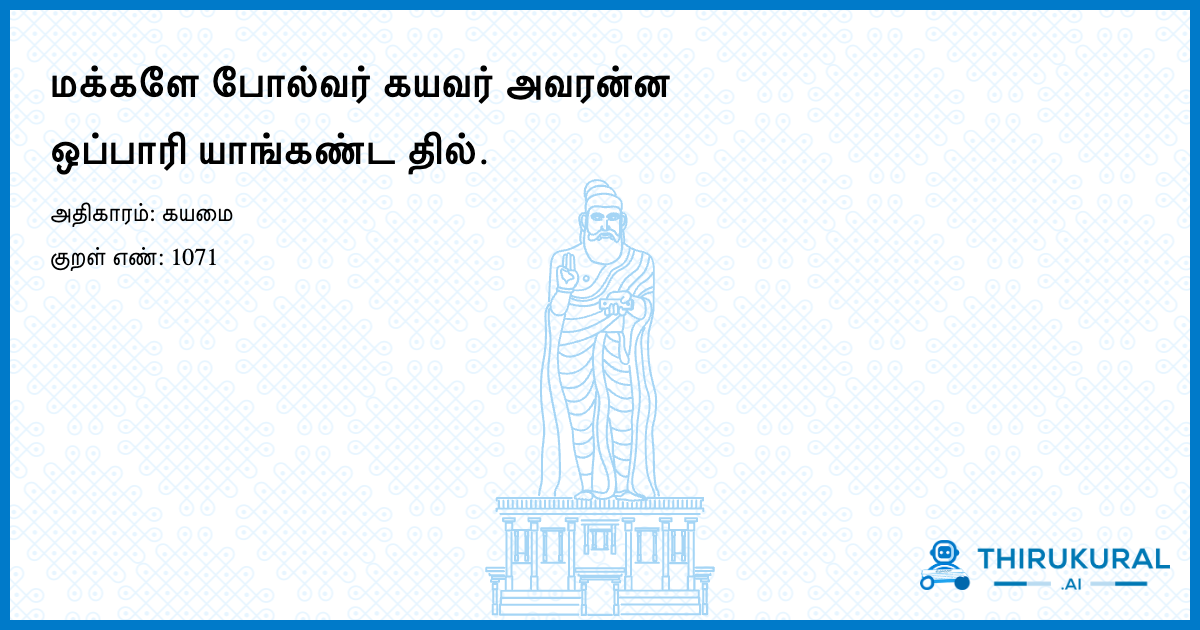 மக்களே போல்வர் கயவர் அவரன்ன
ஒப்பாரி யாங்கண்ட தில்.
அதிகாரம்: கயமை
குறள் எண்: 1071
THIRUKURAL
.AI